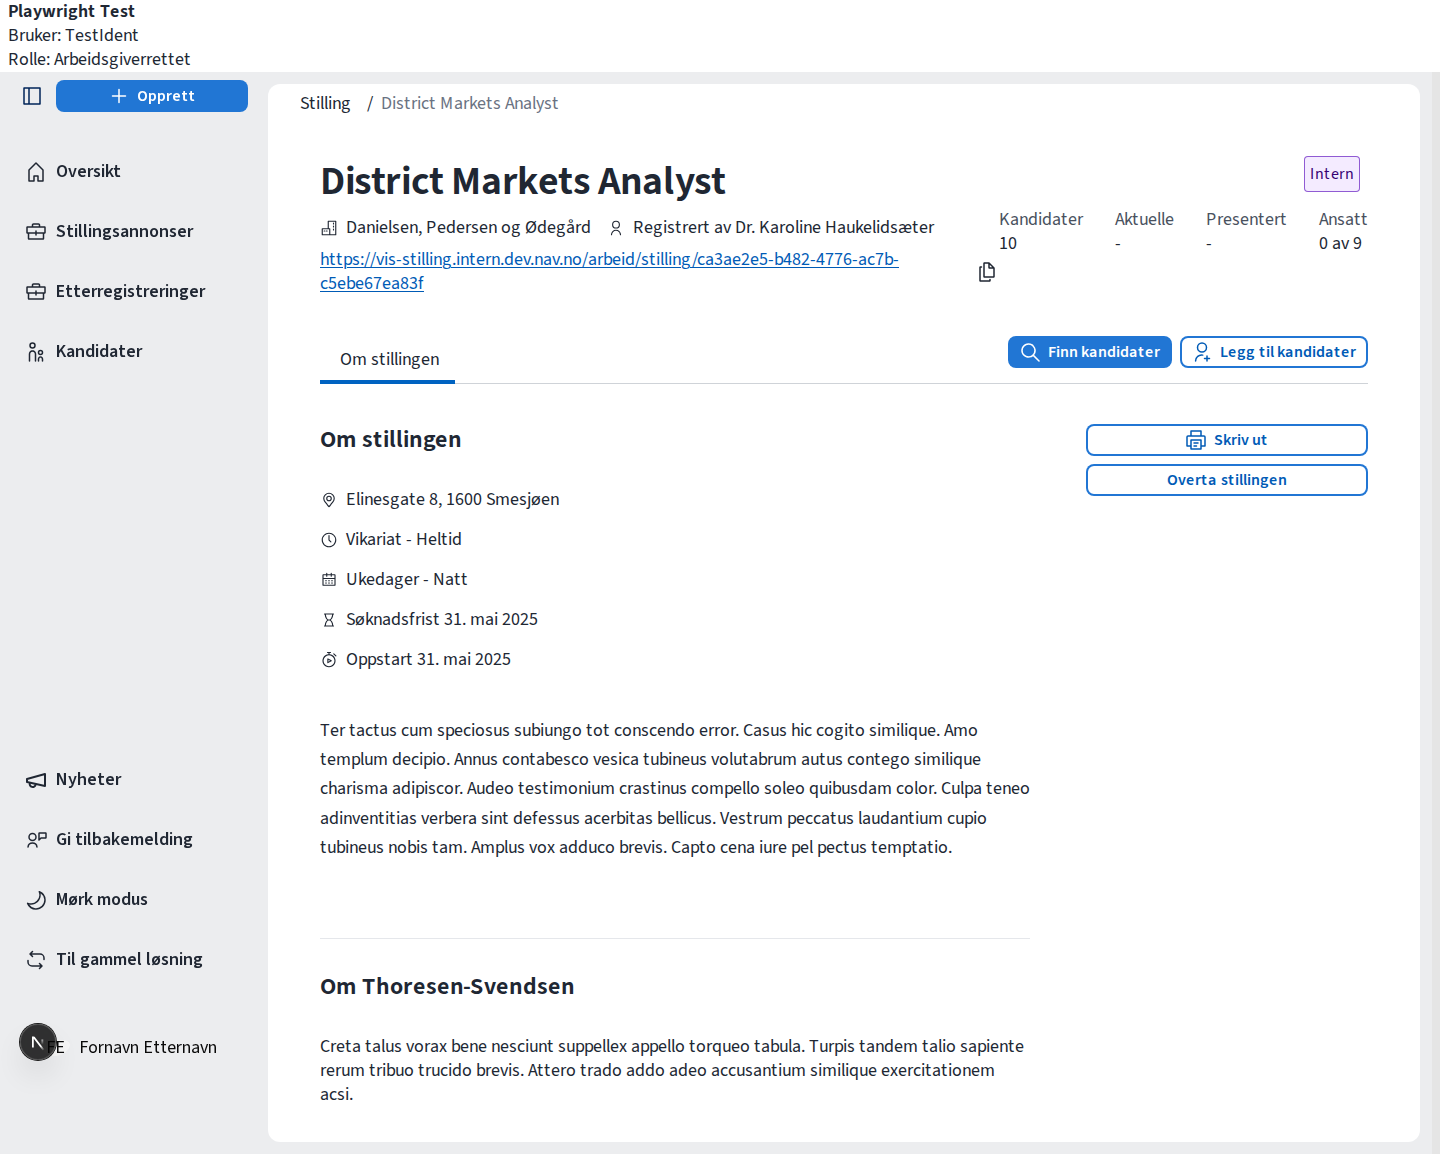 Playwright Test
Bruker: TestIdent
Rolle: Arbeidsgiverrettet
Opprett
Oversikt
Stillingsannonser
Etterregistreringer
Kandidater
Nyheter
Gi tilbakemelding
Mørk modus
Til gammel løsning
FE Fornavn Etternavn
Stilling / District Markets Analyst
District Markets Analyst
Intern
Danielsen, Pedersen og Ødegård Registrert av Dr. Karoline Haukelidsæter
https://vis-stilling.intern.dev.nav.no/arbeid/stilling/ca3ae2e5-b482-4776-ac7b-
c5ebe67ea83f
Kandidater Aktuelle Presentert Ansatt
10 - - 0 av 9
Om stillingen
Finn kandidater
Legg til kandidater
Om stillingen
Skriv ut
Overta stillingen
Elinesgate 8, 1600 Smesjøen
Vikariat - Heltid
Ukedager - Natt
Søknadsfrist 31. mai 2025
Oppstart 31. mai 2025
Ter tactus cum speciosus subiungo tot conscendo error. Casus hic cogito similique. Amo
templum decipio. Annus contabesco vesica tubineus volutabrum autus contego similique
charisma adipiscor. Audeo testimonium crastinus compello soleo quibusdam color. Culpa teneo
adinventitias verbera sint defessus acerbitas bellicus. Vestrum peccatus laudantium cupio
tubineus nobis tam. Amplus vox adduco brevis. Capto cena iure pel pectus temptatio.
Om Thoresen-Svendsen
Creta talus vorax bene nesciunt suppellex appello torqueo tabula. Turpis tandem talio sapiente
rerum tribuo trucido brevis. Attero trado addo adeo accusantium similique exercitationem
acsi.